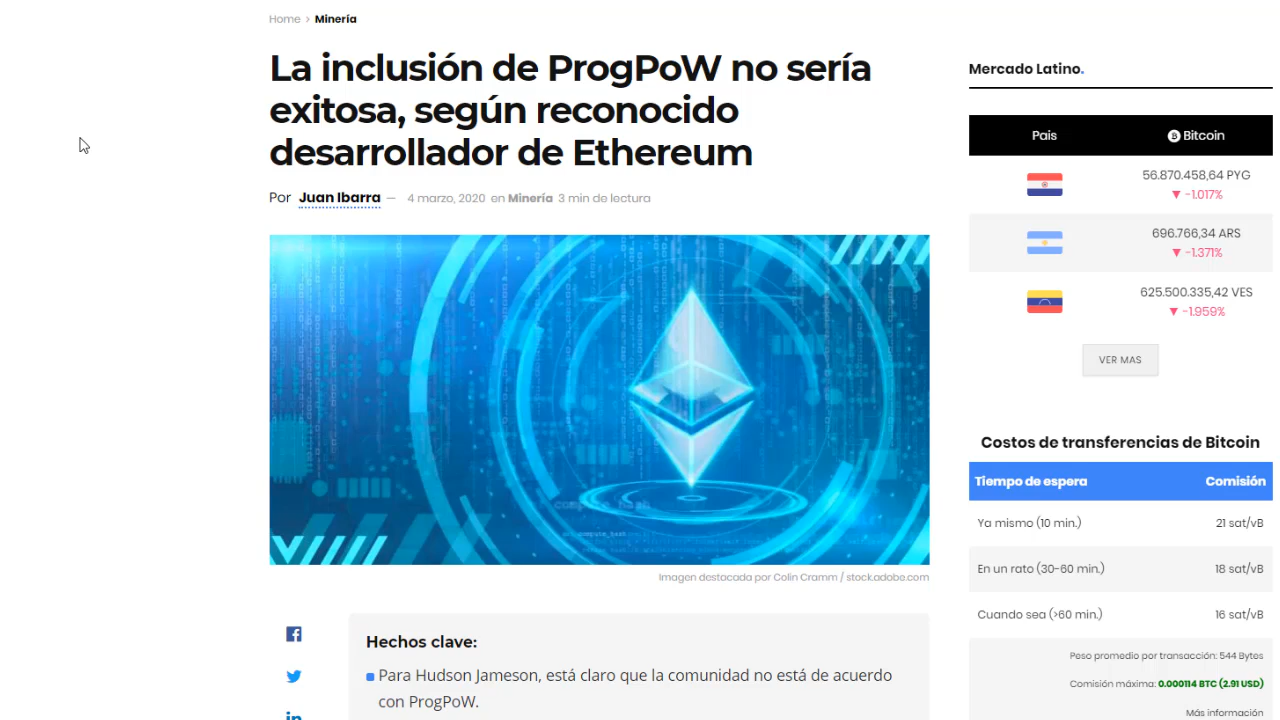 Home > Minería
La inclusión de ProgPoW no sería
exitosa, según reconocido
desarrollador de Ethereum
Por Juan Ibarra — 4 marzo, 2020 en Minería 3 min de lectura
Imagen destacada por Colin Cramm / stock.adobe.com
Hechos clave:
Para Hudson Jameson, está claro que la comunidad no está de acuerdo
con ProgPoW.
Mercado Latino.
Pais Bitcoin
56.870.458,64 PYG
▼ -1.017%
696.766,34 ARS
▼ -1.371%
625.500.335,42 VES
▼ -1.959%
VER MAS
Costos de transferencias de Bitcoin
Tiempo de espera Comisión
Ya mismo (10 min.) 21 sat/vB
En un rato (30-60 min.) 18 sat/vB
Cuando sea (>60 min.) 16 sat/vB
Peso promedio por transacción: 544 Bytes
Comisión máxima: 0.000114 BTC (2.91 USD)
Más información